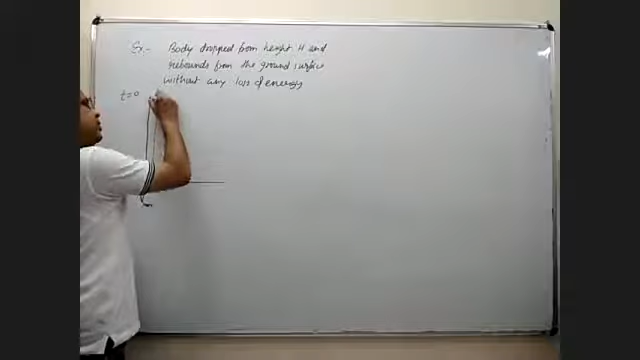 Ex.- Body dropped from height H and
rebounds from the ground surface
without any loss of energy
t=0